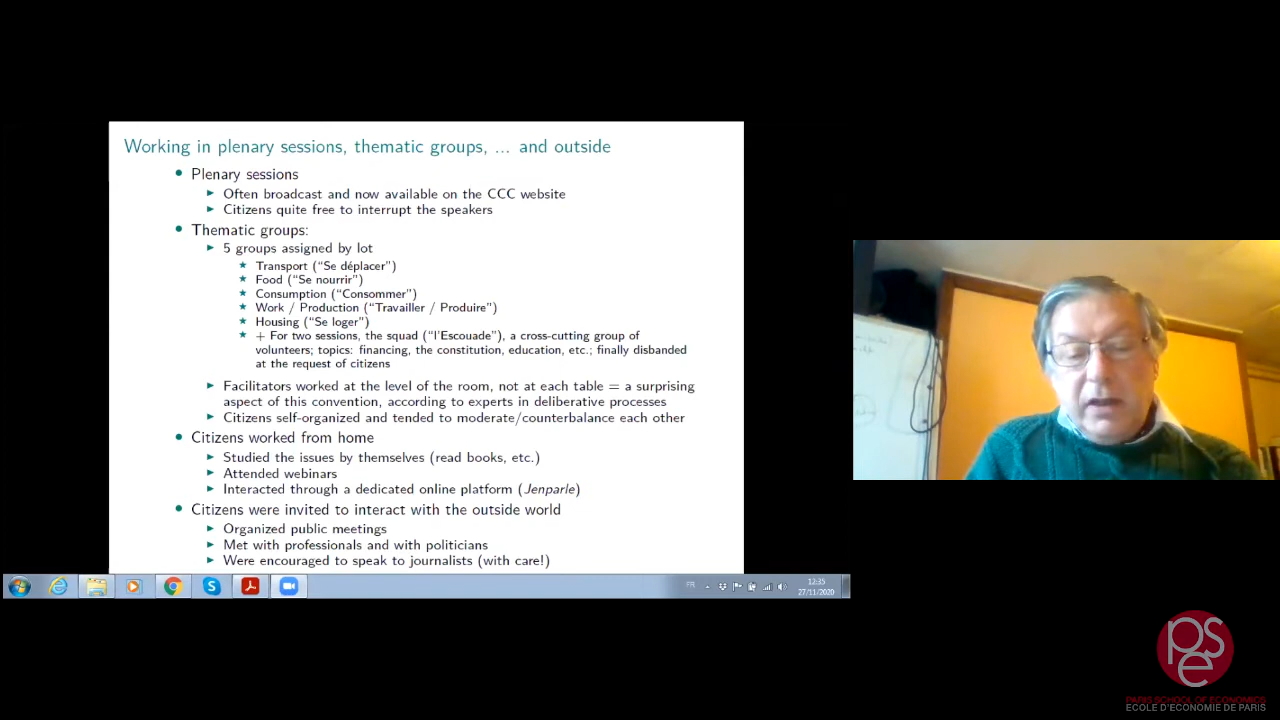 Working in plenary sessions, thematic groups, ... and outside
Plenary sessions
Often broadcast and now available on the CCC website
Citizens quite free to interrupt the speakers
Thematic groups:
5 groups assigned by lot
Transport (“Se déplacer”)
Food (“Se nourrir”)
Consumption (“Consommer”)
Work / Production (“Travailler / Produire”)
Housing (“Se loger”)
+ For two sessions, the squad (“l’Escouade”), a cross-cutting group of
volunteers; topics: financing, the constitution, education, etc.; finally disbanded
at the request of citizens
Facilitators worked at the level of the room, not at each table = a surprising
aspect of this convention, according to experts in deliberative processes
Citizens self-organized and tended to moderate/counterbalance each other
Citizens worked from home
Studied the issues by themselves (read books, etc.)
Attended webinars
Interacted through a dedicated online platform (Jenparle)
Citizens were invited to interact with the outside world
Organized public meetings
Met with professionals and with politicians
Were encouraged to speak to journalists (with care!)
FR
12:35
27/11/2020
pse
PARIS SCHOOL OF ECONOMICS
ECOLE D'ECONOMIE DE PARIS